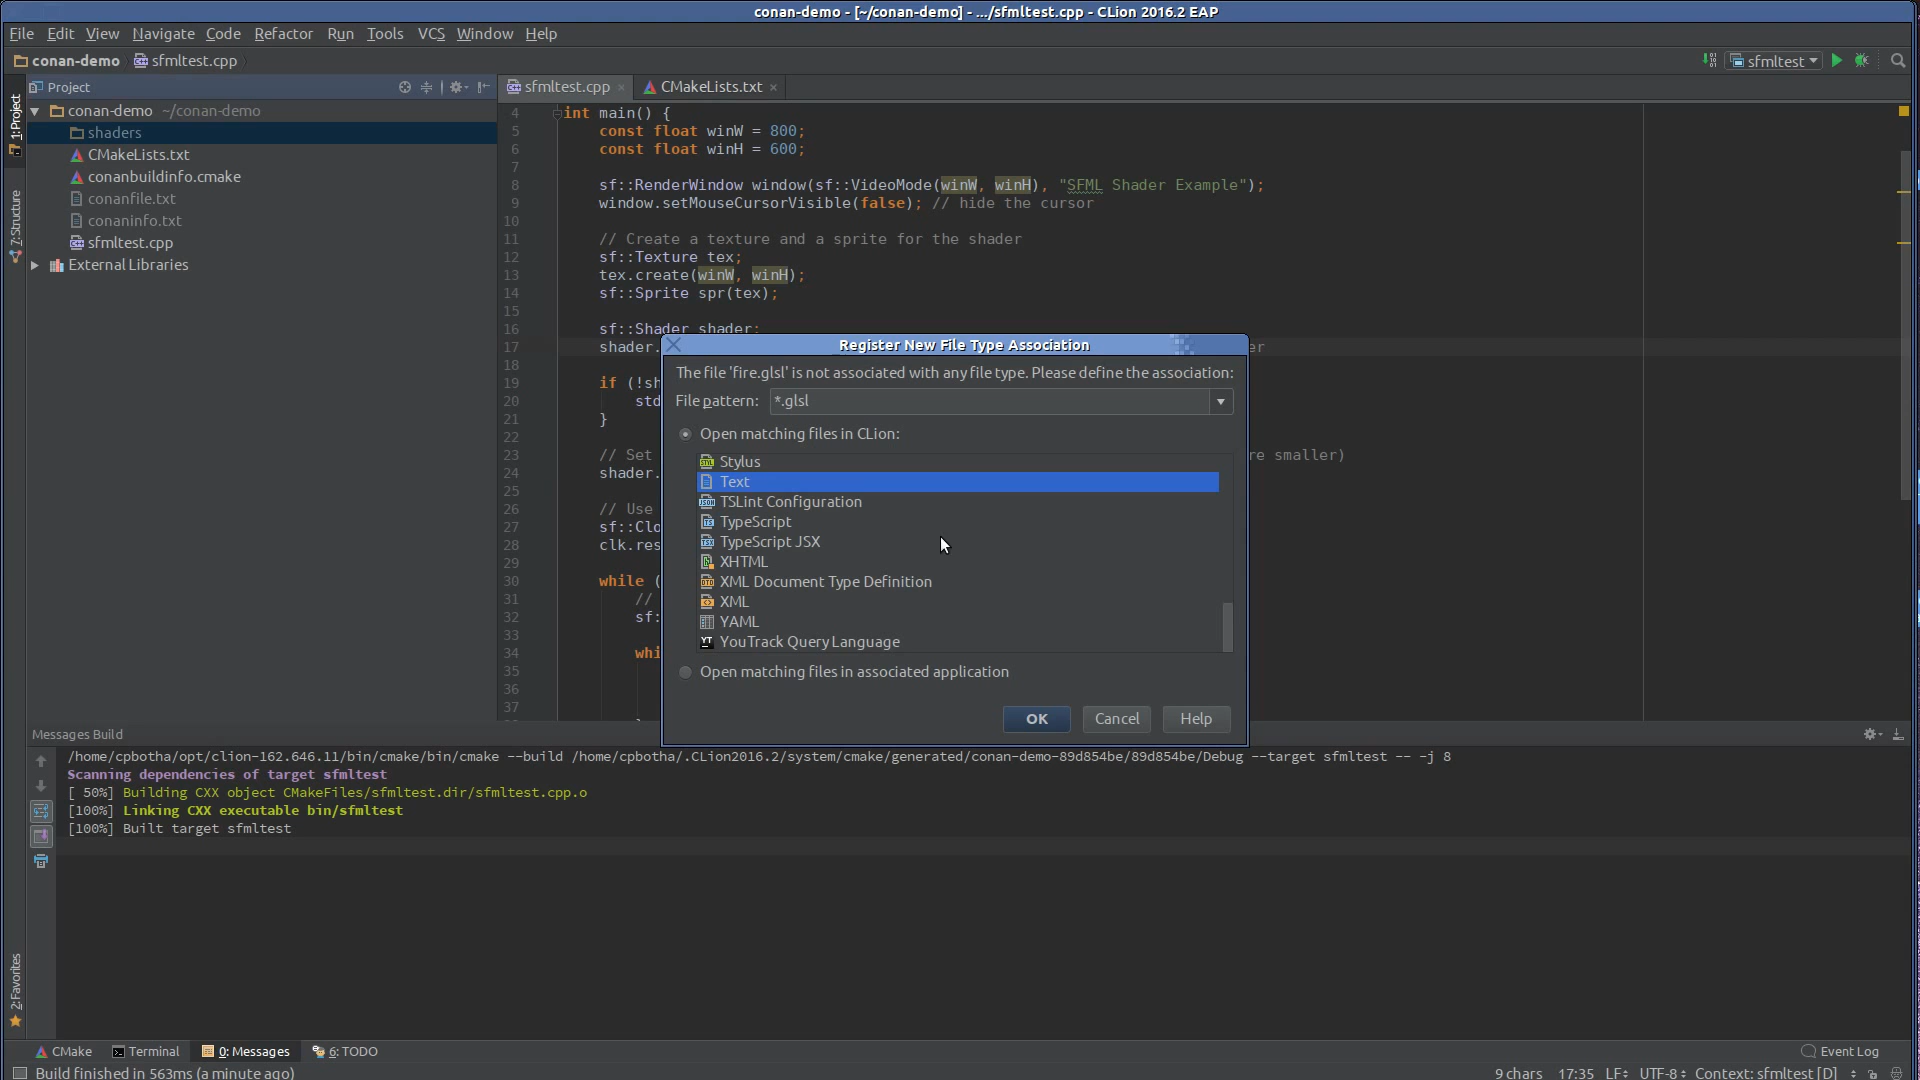 conan-demo - [~/conan-demo] - .../sfmltest.cpp - CLion 2016.2 EAP
File Edit View Navigate Code Refactor Run Tools VCS Window Help
conan-demo sfmltest.cpp
sfmltest
1: Project
7: Structure
2: Favorites
Project
conan-demo ~/conan-demo
shaders
CMakeLists.txt
conanbuildinfo.cmake
conanfile.txt
conaninfo.txt
sfmltest.cpp
External Libraries
sfmltest.cpp CMakeLists.txt
4 int main() {
5 const float winW = 800;
6 const float winH = 600;
7
8 sf::RenderWindow window(sf::VideoMode(winW, winH), "SFML Shader Example");
9 window.setMouseCursorVisible(false); // hide the cursor
10
11 // Create a texture and a sprite for the shader
12 sf::Texture tex;
13 tex.create(winW, winH);
14 sf::Sprite spr(tex);
15
16 sf::Shader shader;
17 shader. er
18
19 if (!sh
20 std
21 }
22
23 // Set re smaller)
24 shader.
25
26 // Use
27 sf::Clo
28 clk.res
29
30 while (
31 //
32 sf:
33
34 whi
35
36
37
Register New File Type Association
The file 'fire.glsl' is not associated with any file type. Please define the association:
File pattern: *.glsl
Open matching files in CLion:
Stylus
Text
TSLint Configuration
TypeScript
TypeScript JSX
XHTML
XML Document Type Definition
XML
YAML
YouTrack Query Language
Open matching files in associated application
OK Cancel Help
Messages Build
/home/cpbotha/opt/clion-162.646.11/bin/cmake/bin/cmake --build /home/cpbotha/.CLion2016.2/system/cmake/generated/conan-demo-89d854be/89d854be/Debug --target sfmltest -- -j 8
Scanning dependencies of target sfmltest
[ 50%] Building CXX object CMakeFiles/sfmltest.dir/sfmltest.cpp.o
[100%] Linking CXX executable bin/sfmltest
[100%] Built target sfmltest
CMake Terminal 0: Messages 6: TODO Event Log
Build finished in 563ms (a minute ago) 9 chars 17:35 LF UTF-8 Context: sfmltest [D]